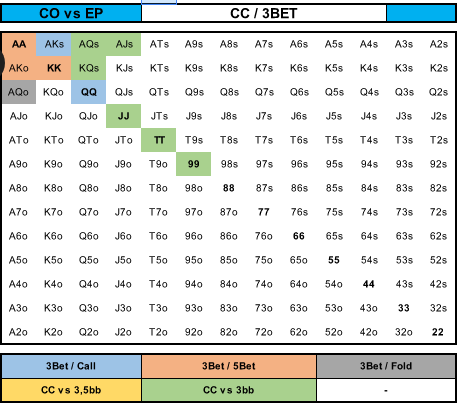 CO vs EP CC / 3BET
AA AKs AQs AJs ATs A9s A8s A7s A6s A5s A4s A3s A2s
AKo KK KQs KJs KTs K9s K8s K7s K6s K5s K4s K3s K2s
AQo KQo QQ QJs QTs Q9s Q8s Q7s Q6s Q5s Q4s Q3s Q2s
AJo KJo QJo JJ JTs J9s J8s J7s J6s J5s J4s J3s J2s
ATo KTo QTo JTo TT T9s T8s T7s T6s T5s T4s T3s T2s
A9o K9o Q9o J9o T9o 99 98s 97s 96s 95s 94s 93s 92s
A8o K8o Q8o J8o T8o 98o 88 87s 86s 85s 84s 83s 82s
A7o K7o Q7o J7o T7o 97o 87o 77 76s 75s 74s 73s 72s
A6o K6o Q6o J6o T6o 96o 86o 76o 66 65s 64s 63s 62s
A5o K5o Q5o J5o T5o 95o 85o 75o 65o 55 54s 53s 52s
A4o K4o Q4o J4o T4o 94o 84o 74o 64o 54o 44 43s 42s
A3o K3o Q3o J3o T3o 93o 83o 73o 63o 53o 43o 33 32s
A2o K2o Q2o J2o T2o 92o 82o 72o 62o 52o 42o 32o 22
3Bet / Call 3Bet / 5Bet 3Bet / Fold
CC vs 3,5bb CC vs 3bb -